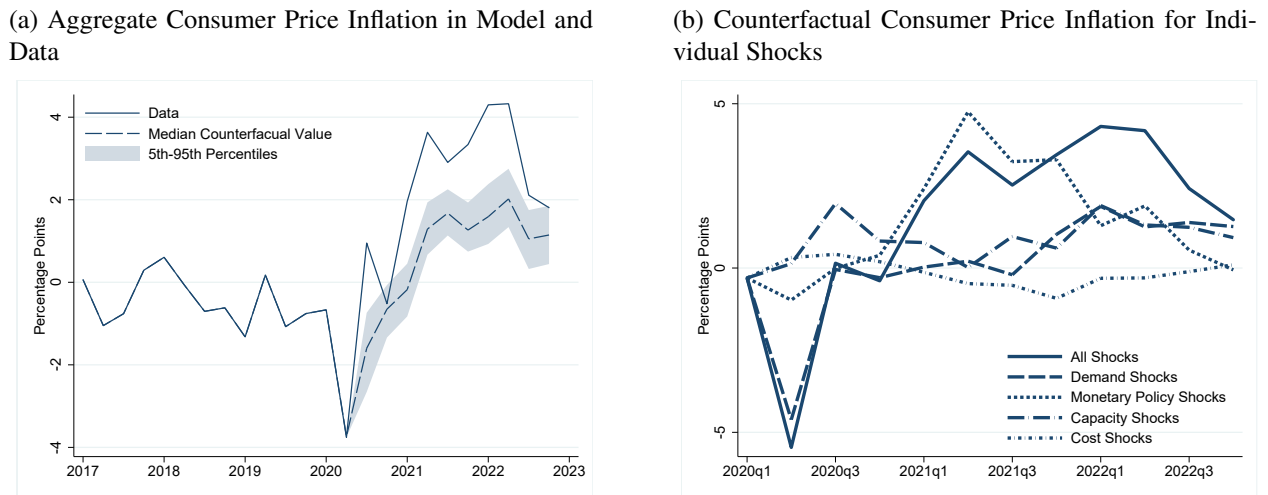 (a) Aggregate Consumer Price Inflation in Model and
Data
4
2
0
-2
-4
Percentage Points
Data
Median Counterfacual Value
5th-95th Percentiles
2017 2018 2019 2020 2021 2022 2023
(b) Counterfactual Consumer Price Inflation for Indi-
vidual Shocks
5
0
-5
Percentage Points
All Shocks
Demand Shocks
Monetary Policy Shocks
Capacity Shocks
Cost Shocks
2020q1 2020q3 2021q1 2021q3 2022q1 2022q3